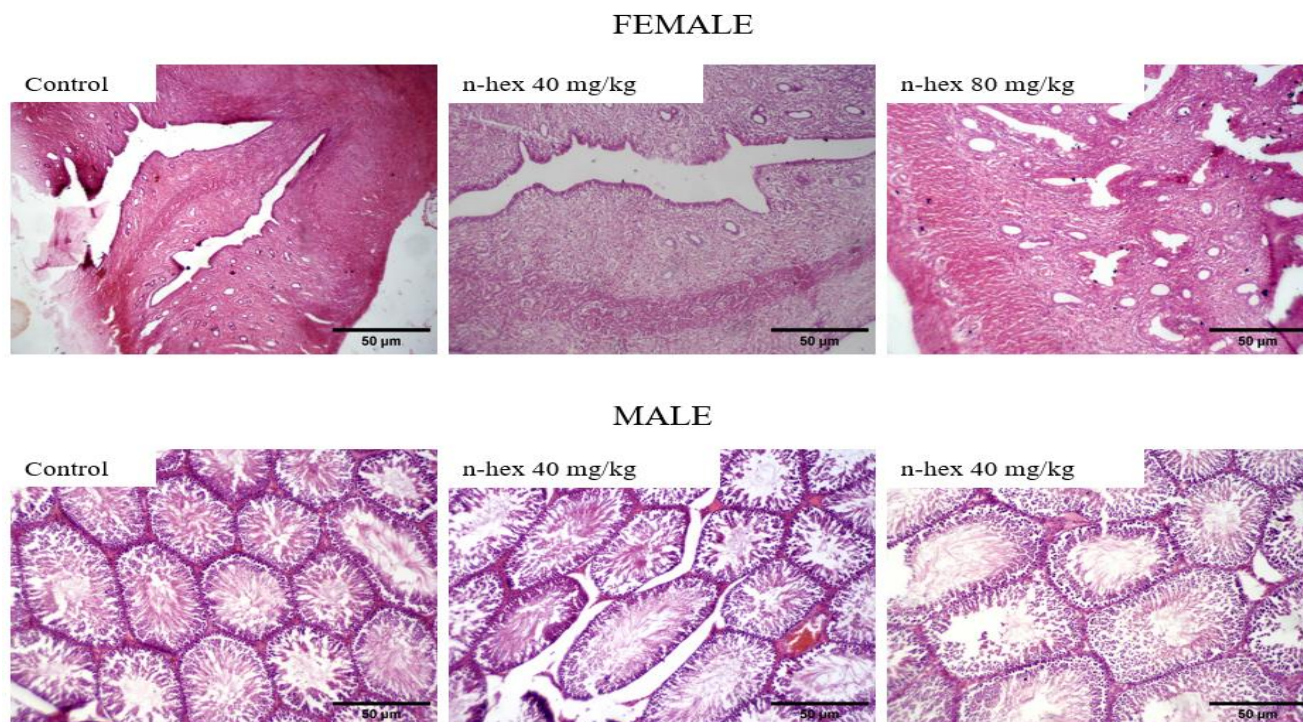 FEMALE
Control
n-hex 40 mg/kg
n-hex 80 mg/kg
50 µm
50 µm
50 µm
MALE
Control
n-hex 40 mg/kg
n-hex 40 mg/kg
50 µm
50 µm
50 µm